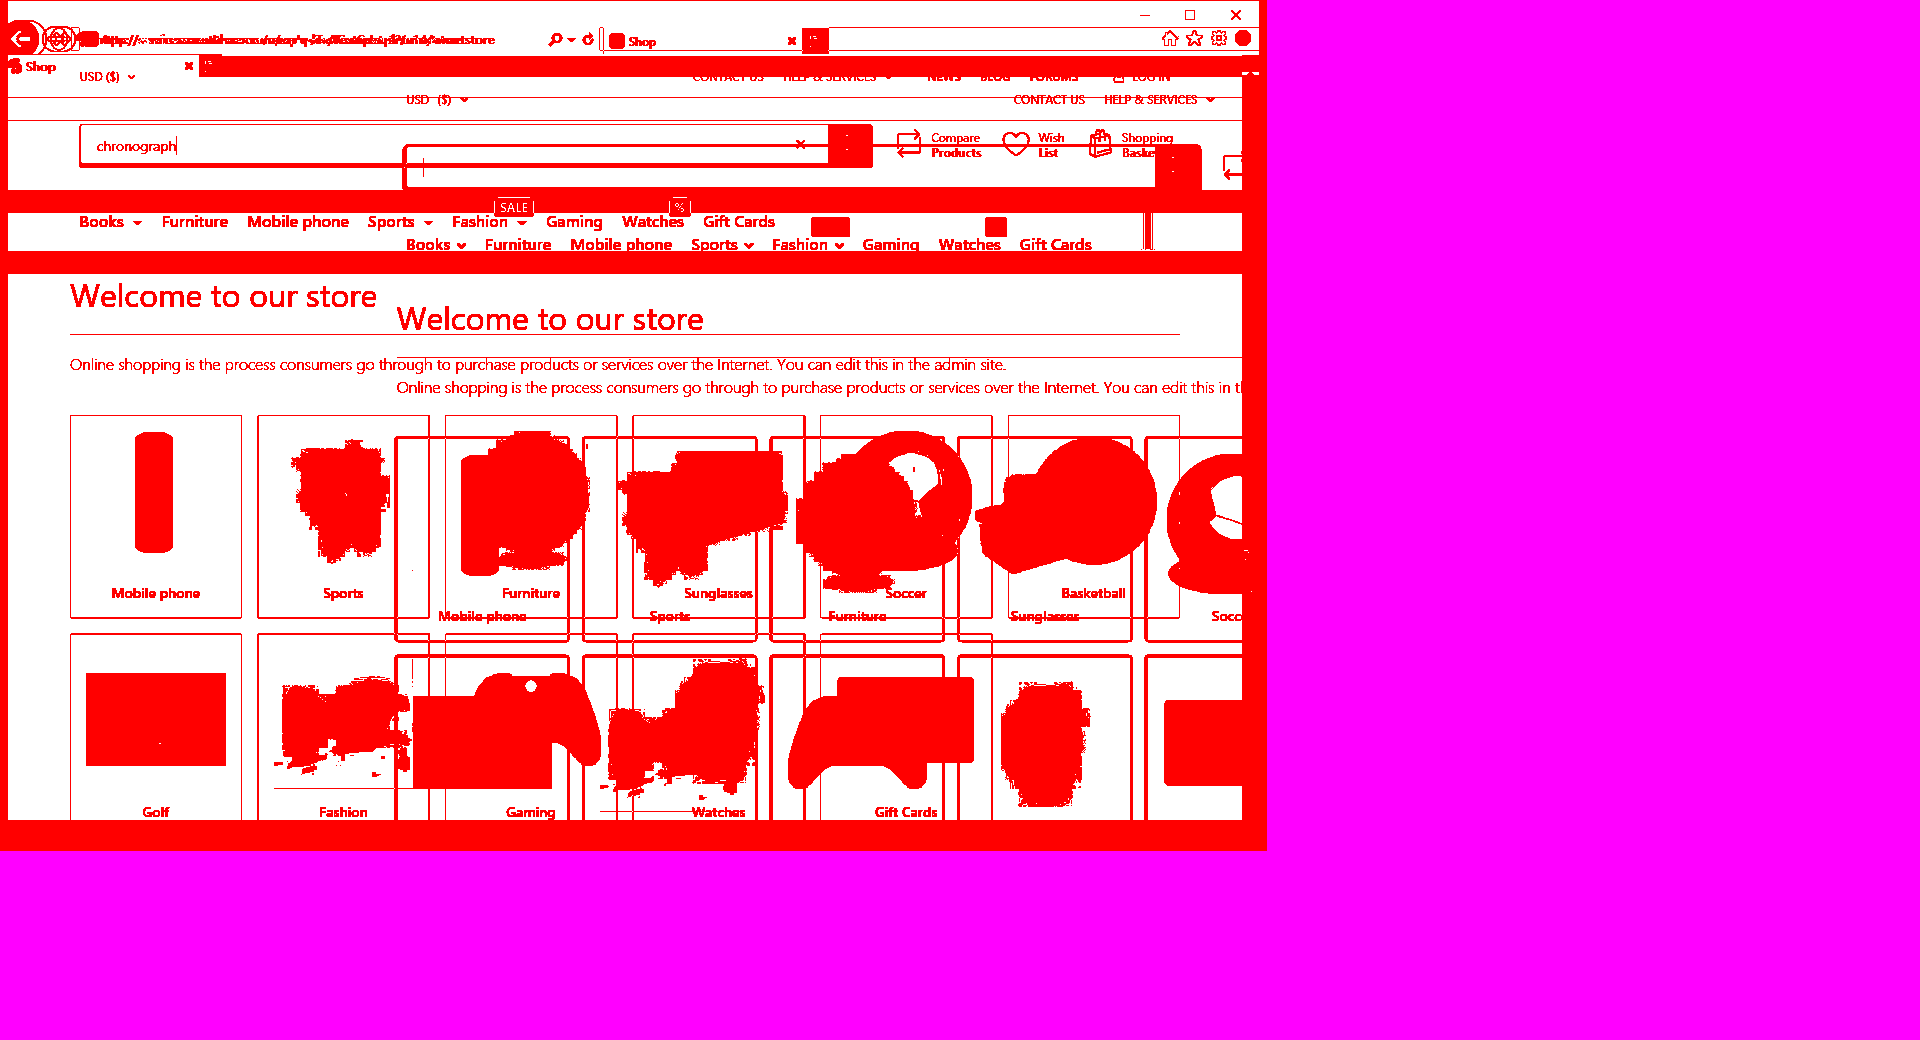 Shop
Shop
USD ($)
CONTACT US HELP & SERVICES NEWS BLOG FORUMS LOG IN
USD ($) CONTACT US HELP & SERVICES
chronograph
Compare Products
Wish List
Shopping
SALE %
Books Furniture Mobile phone Sports Fashion Gaming Watches Gift Cards
Books Furniture Mobile phone Sports Fashion Gaming Watches Gift Cards
Welcome to our store
Welcome to our store
Online shopping is the process consumers go through to purchase products or services over the Internet. You can edit this in the admin site.
Online shopping is the process consumers go through to purchase products or services over the Internet. You can edit this in
Mobile phone Sports Furniture Sunglasses Soccer Basketball
Mobile phone Sports Furniture Sunglasses Socc
Golf Fashion Gaming Watches Gift Cards